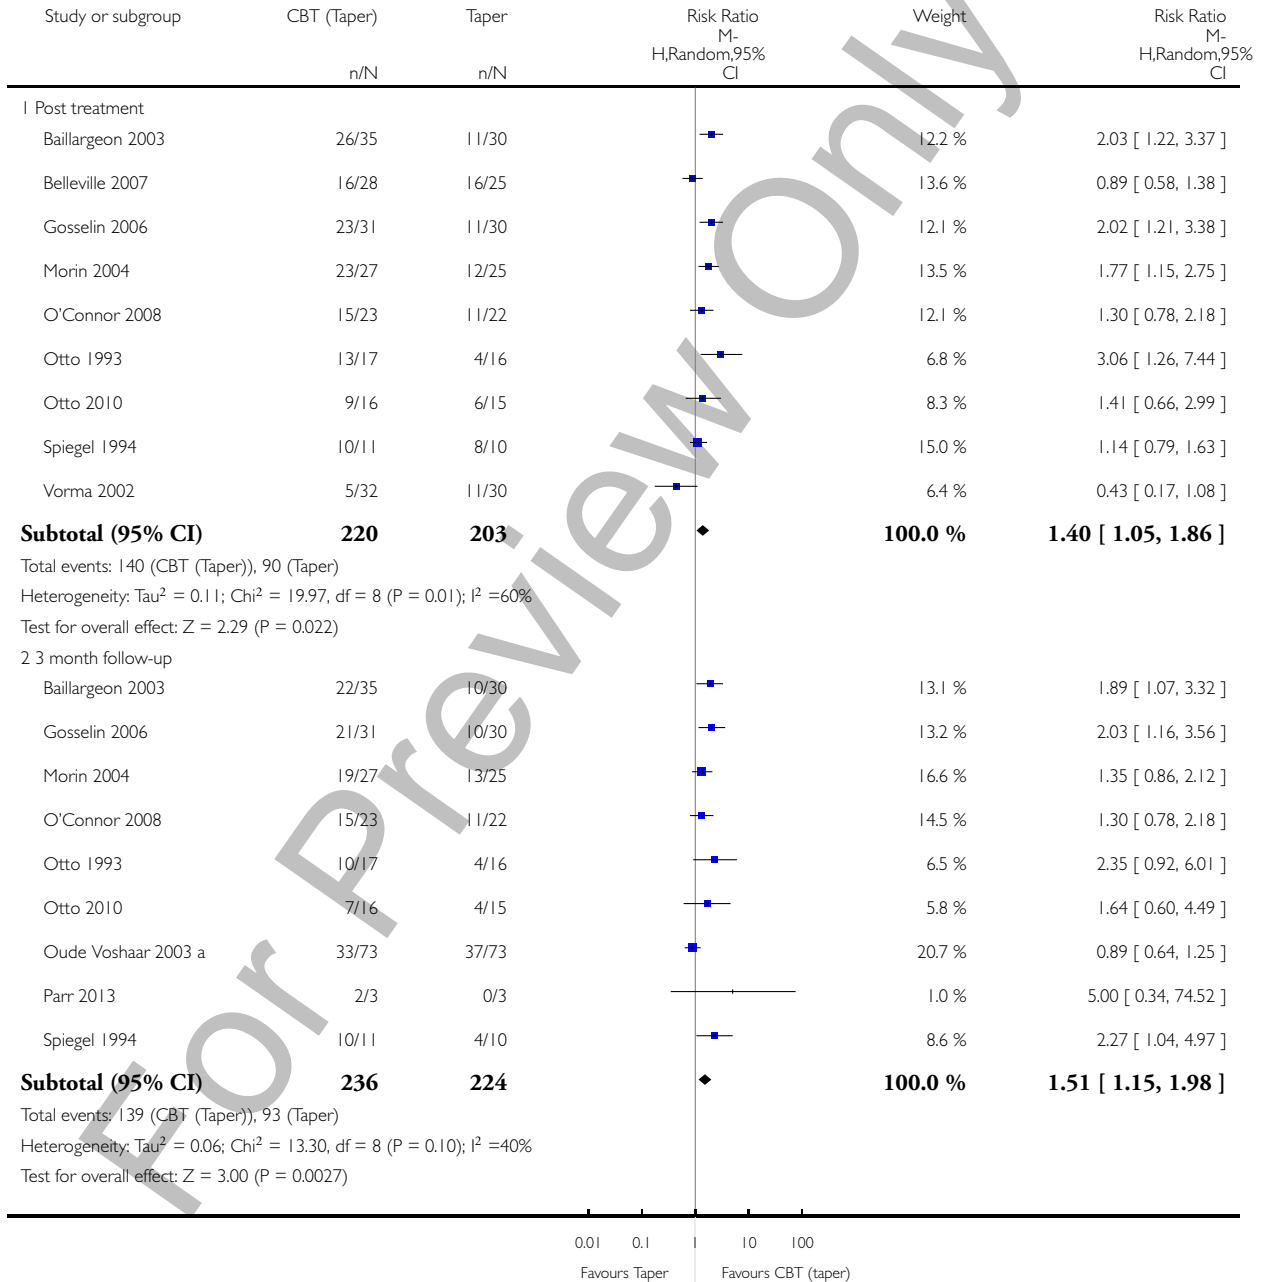 Study or subgroup CBT (Taper) Taper Risk Ratio Weight Risk Ratio
M- M-
H,Random,95% H,Random,95%
n/N n/N CI CI
1 Post treatment
Baillargeon 2003 26/35 11/30 12.2 % 2.03 [ 1.22, 3.37 ]
Belleville 2007 16/28 16/25 13.6 % 0.89 [ 0.58, 1.38 ]
Gosselin 2006 23/31 11/30 12.1 % 2.02 [ 1.21, 3.38 ]
Morin 2004 23/27 12/25 13.5 % 1.77 [ 1.15, 2.75 ]
O'Connor 2008 15/23 11/22 12.1 % 1.30 [ 0.78, 2.18 ]
Otto 1993 13/17 4/16 6.8 % 3.06 [ 1.26, 7.44 ]
Otto 2010 9/16 6/15 8.3 % 1.41 [ 0.66, 2.99 ]
Spiegel 1994 10/11 8/10 15.0 % 1.14 [ 0.79, 1.63 ]
Vorma 2002 5/32 11/30 6.4 % 0.43 [ 0.17, 1.08 ]
Subtotal (95% CI) 220 203 100.0 % 1.40 [ 1.05, 1.86 ]
Total events: 140 (CBT (Taper)), 90 (Taper)
Heterogeneity: Tau² = 0.11; Chi² = 19.97, df = 8 (P = 0.01); I² =60%
Test for overall effect: Z = 2.29 (P = 0.022)
2 3 month follow-up
Baillargeon 2003 22/35 10/30 13.1 % 1.89 [ 1.07, 3.32 ]
Gosselin 2006 21/31 10/30 13.2 % 2.03 [ 1.16, 3.56 ]
Morin 2004 19/27 13/25 16.6 % 1.35 [ 0.86, 2.12 ]
O'Connor 2008 15/23 11/22 14.5 % 1.30 [ 0.78, 2.18 ]
Otto 1993 10/17 4/16 6.5 % 2.35 [ 0.92, 6.01 ]
Otto 2010 7/16 4/15 5.8 % 1.64 [ 0.60, 4.49 ]
Oude Voshaar 2003 a 33/73 37/73 20.7 % 0.89 [ 0.64, 1.25 ]
Parr 2013 2/3 0/3 1.0 % 5.00 [ 0.34, 74.52 ]
Spiegel 1994 10/11 4/10 8.6 % 2.27 [ 1.04, 4.97 ]
Subtotal (95% CI) 236 224 100.0 % 1.51 [ 1.15, 1.98 ]
Total events: 139 (CBT (Taper)), 93 (Taper)
Heterogeneity: Tau² = 0.06; Chi² = 13.30, df = 8 (P = 0.10); I² =40%
Test for overall effect: Z = 3.00 (P = 0.0027)
0.01 0.1 1 10 100
Favours Taper Favours CBT (taper)
For Preview Only